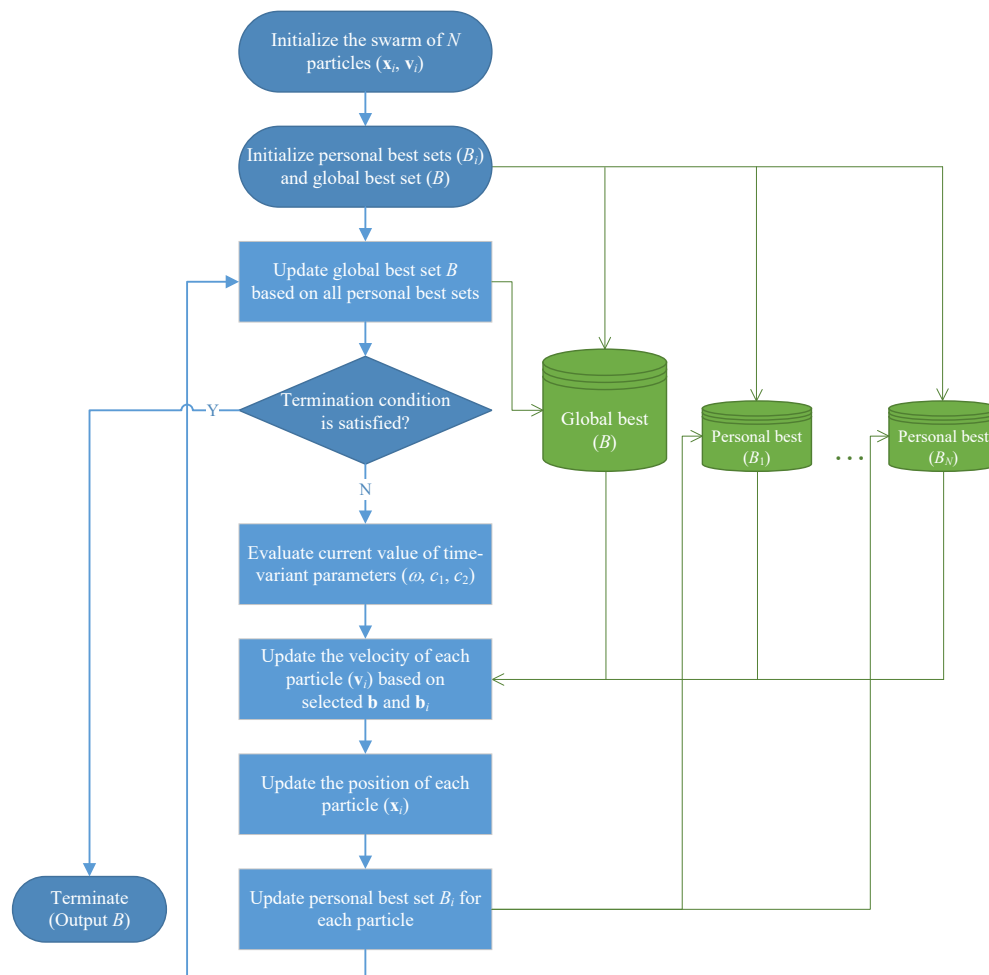 Initialize the swarm of N
particles (xᵢ, vᵢ)
Initialize personal best sets (Bᵢ)
and global best set (B)
Update global best set B
based on all personal best sets
Y
Termination condition
is satisfied?
Global best
(B)
Personal best
(B₁)
...
Personal best
(B_N)
N
Evaluate current value of time-
variant parameters (ω, c₁, c₂)
Update the velocity of each
particle (vᵢ) based on
selected b and bᵢ
Update the position of each
particle (xᵢ)
Terminate
(Output B)
Update personal best set Bᵢ for
each particle